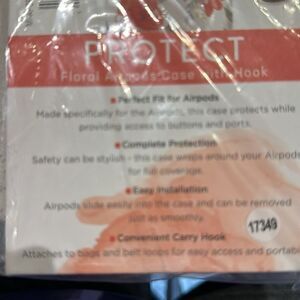 PROTECT
Floral Airpods Case with Hook
Perfect Fit for Airpods
Made specifically for the Airpods, this case protects while
providing access to buttons and ports.
Complete Protection
Safety can be stylish - this case wraps around your Airpods
for full coverage.
Easy Installation
Airpods slide easily into the case and can be removed
just as smoothly.
17349
Convenient Carry Hook
Attaches to bags and belt loops for easy access and